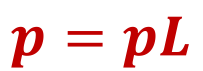 p = pL